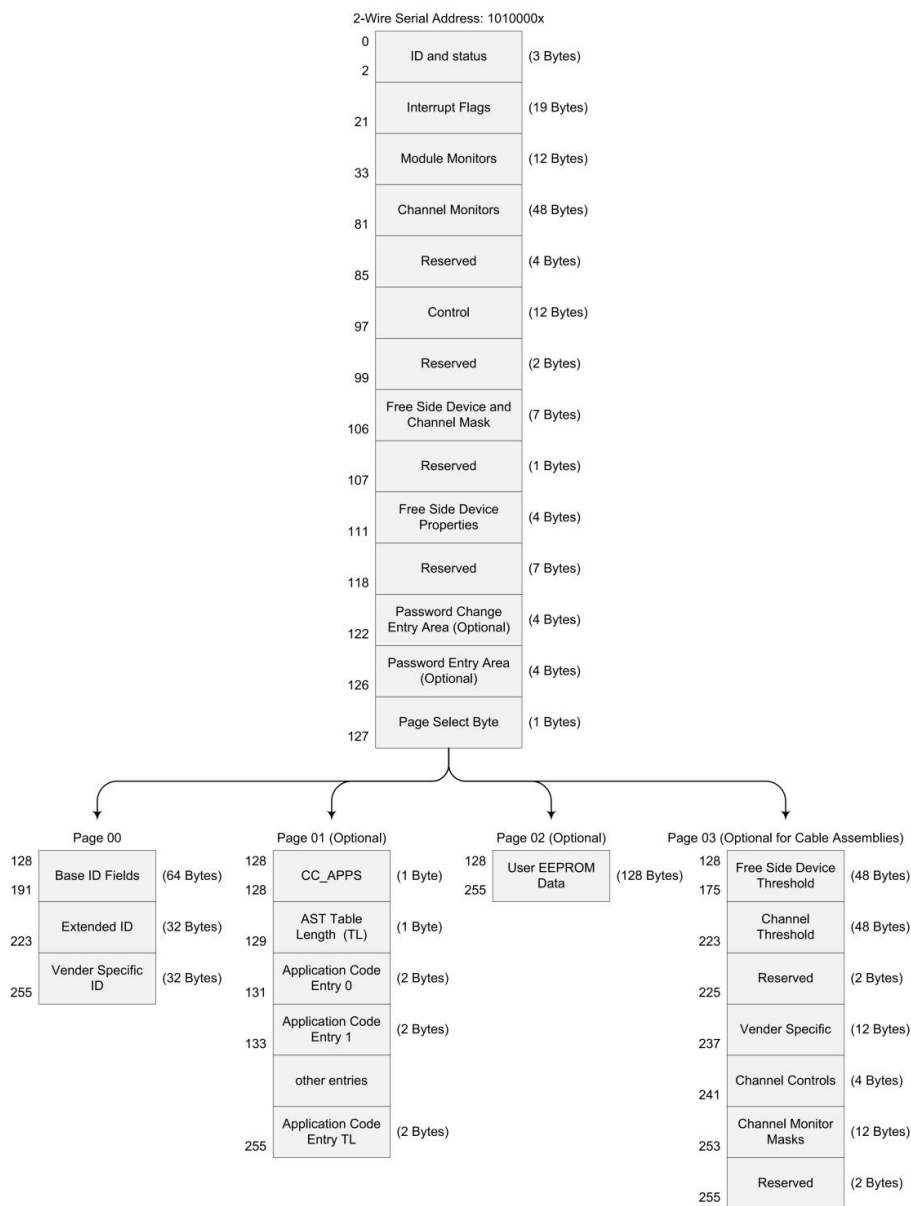 2-Wire Serial Address: 1010000x
0
ID and status
(3 Bytes)
2
Interrupt Flags
(19 Bytes)
21
Module Monitors
(12 Bytes)
33
Channel Monitors
(48 Bytes)
81
Reserved
(4 Bytes)
85
Control
(12 Bytes)
97
Reserved
(2 Bytes)
99
Free Side Device and
Channel Mask
(7 Bytes)
106
Reserved
(1 Bytes)
107
Free Side Device
Properties
(4 Bytes)
111
Reserved
(7 Bytes)
118
Password Change
Entry Area (Optional)
(4 Bytes)
122
Password Entry Area
(Optional)
(4 Bytes)
126
Page Select Byte
(1 Bytes)
127
Page 00
128
Base ID Fields
(64 Bytes)
191
Extended ID
(32 Bytes)
223
Vender Specific
ID
(32 Bytes)
255
Page 01 (Optional)
128
CC_APPS
(1 Byte)
128
AST Table
Length (TL)
(1 Byte)
129
Application Code
Entry 0
(2 Bytes)
131
Application Code
Entry 1
(2 Bytes)
133
other entries
Application Code
Entry TL
(2 Bytes)
255
Page 02 (Optional)
128
User EEPROM
Data
(128 Bytes)
255
Page 03 (Optional for Cable Assemblies)
128
Free Side Device
Threshold
(48 Bytes)
175
Channel
Threshold
(48 Bytes)
223
Reserved
(2 Bytes)
225
Vender Specific
(12 Bytes)
237
Channel Controls
(4 Bytes)
241
Channel Monitor
Masks
(12 Bytes)
253
Reserved
(2 Bytes)
255